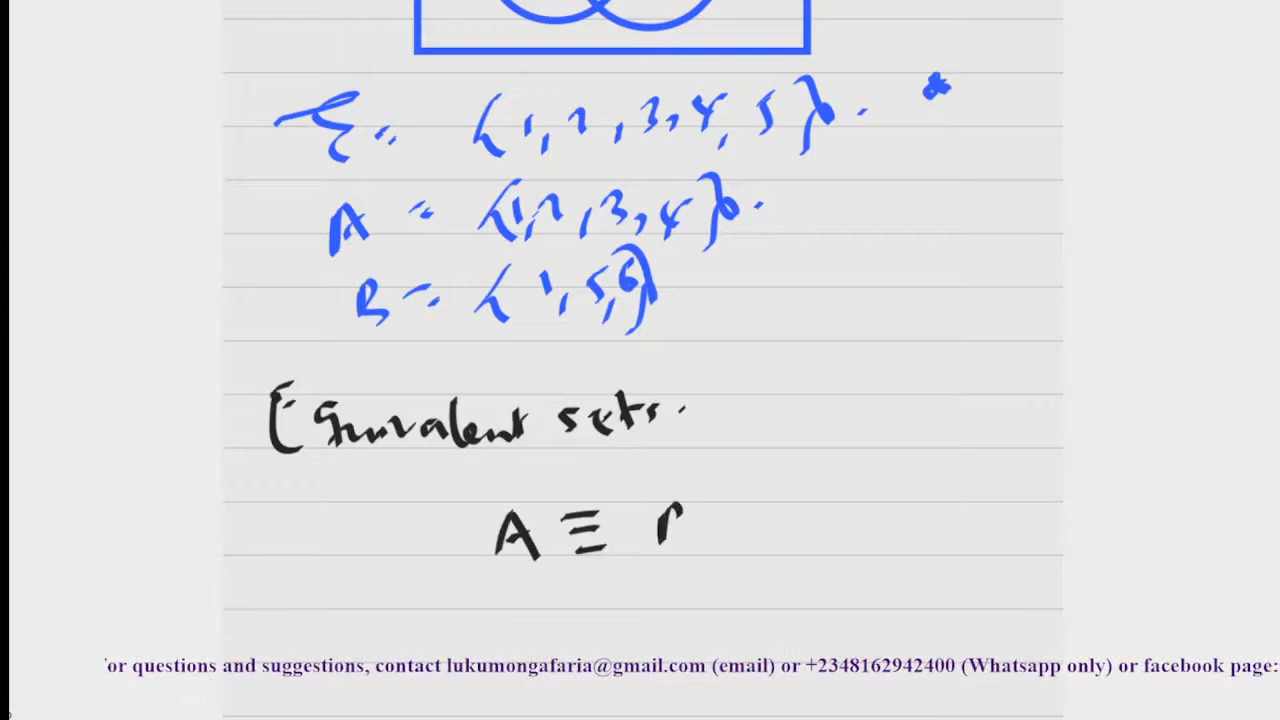 ξ = {1, 2, 3, 4, 5}.
A = {1, 2, 3, 4}.
B = {1, 5, 6}
Equivalent sets.
A ≡
or questions and suggestions, contact lukumongafaria@gmail.com (email) or +2348162942400 (Whatsapp only) or facebook page: